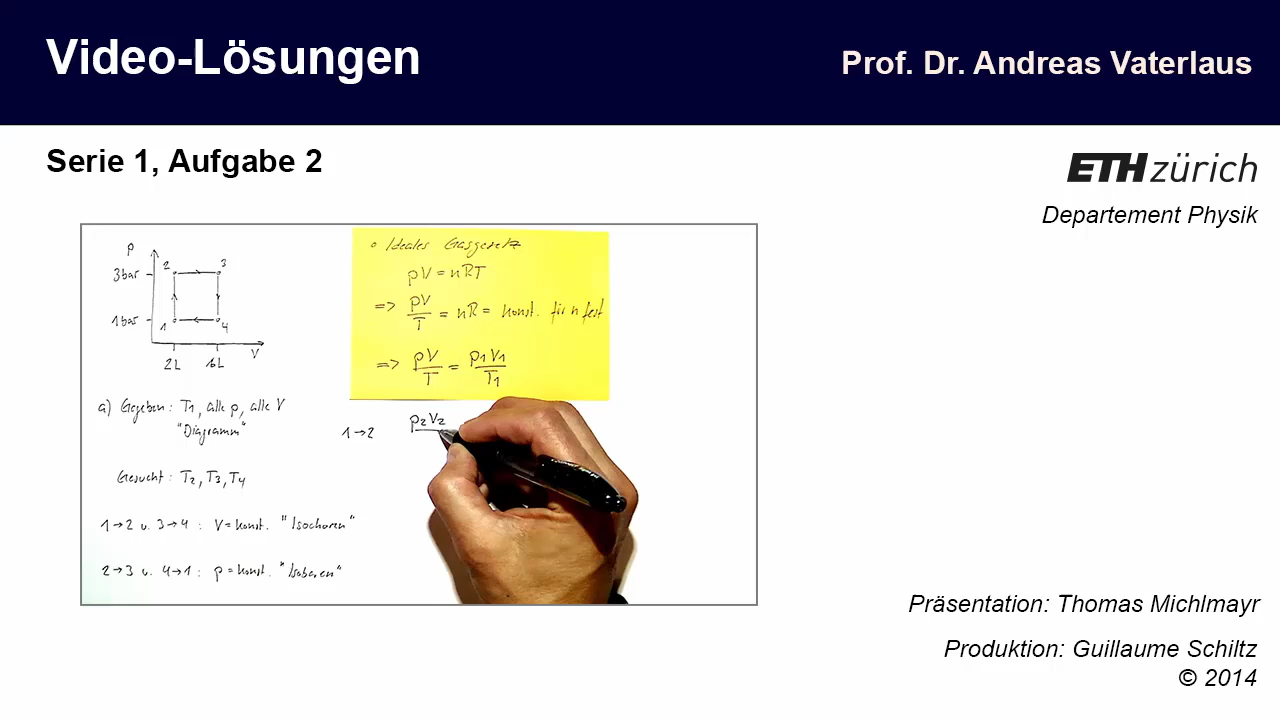 Video-Lösungen
Prof. Dr. Andreas Vaterlaus
Serie 1, Aufgabe 2
ETH zürich
Departement Physik
p
3bar
2
3
1bar
1
4
2L
16L
V
a) Gegeben: T₁, alle p, alle V
"Diagramm"
Gesucht: T₂, T₃, T₄
1→2 u. 3→4: V=konst. "Isochoren"
2→3 u. 4→1: p=konst. "Isobaren"
• Ideales Gasgesetz
pV = nRT
=> pV/T = nR = konst. für n fest
=> pV/T = p₁V₁/T₁
1→2
p₂V₂
Präsentation: Thomas Michlmayr
Produktion: Guillaume Schiltz
© 2014